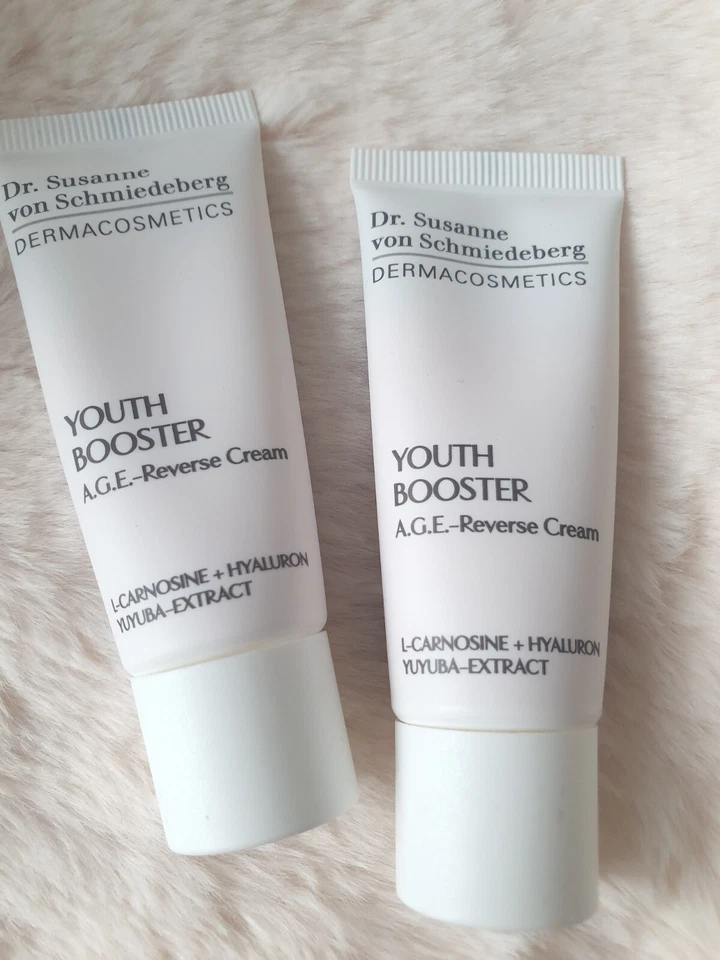 Dr. Susanne
von Schmiedeberg
DERMACOSMETICS
YOUTH
BOOSTER
A.G.E.-Reverse Cream
L-CARNOSINE + HYALURON
YUYUBA-EXTRACT
Dr. Susanne
von Schmiedeberg
DERMACOSMETICS
YOUTH
BOOSTER
A.G.E.-Reverse Cream
L-CARNOSINE + HYALURON
YUYUBA-EXTRACT